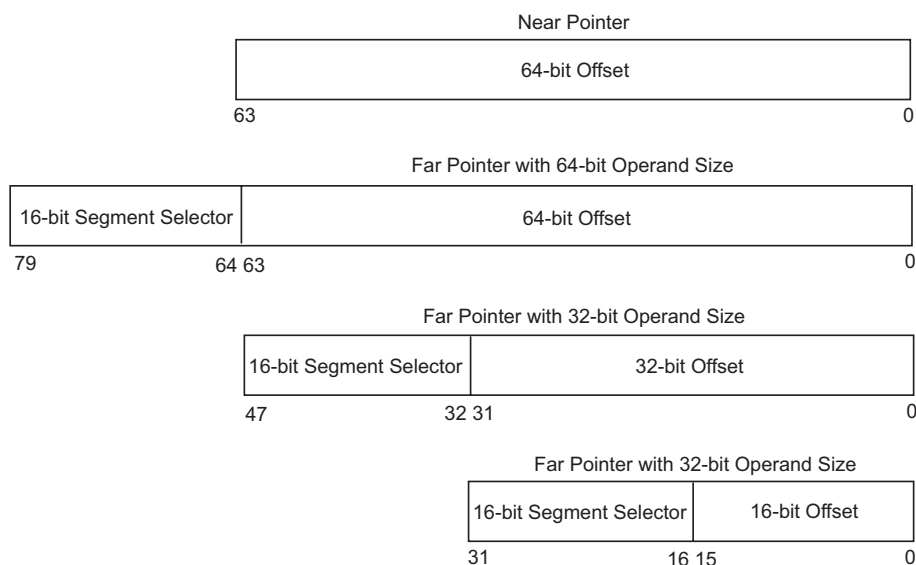 Near Pointer
64-bit Offset
63 0
Far Pointer with 64-bit Operand Size
16-bit Segment Selector 64-bit Offset
79 64 63 0
Far Pointer with 32-bit Operand Size
16-bit Segment Selector 32-bit Offset
47 32 31 0
Far Pointer with 32-bit Operand Size
16-bit Segment Selector 16-bit Offset
31 16 15 0